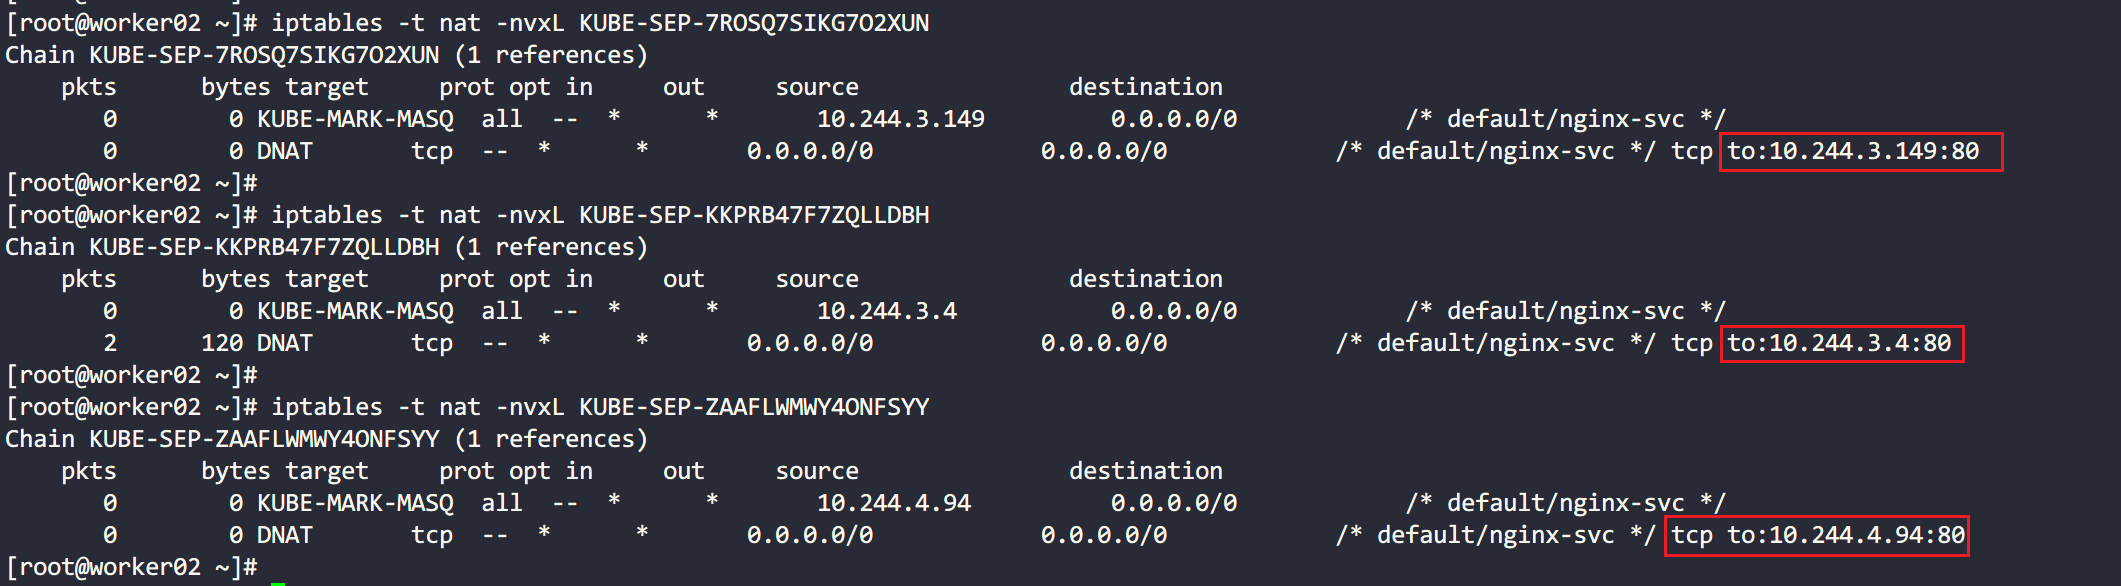 [root@worker02 ~]# iptables -t nat -nvxL KUBE-SEP-7ROSQ7SIKG7O2XUN
Chain KUBE-SEP-7ROSQ7SIKG7O2XUN (1 references)
    pkts      bytes target     prot opt in     out     source               destination
       0        0 KUBE-MARK-MASQ  all  --  *      *       10.244.3.149         0.0.0.0/0            /* default/nginx-svc */
       0        0 DNAT       tcp  --  *      *       0.0.0.0/0            0.0.0.0/0            /* default/nginx-svc */ tcp to:10.244.3.149:80
[root@worker02 ~]#
[root@worker02 ~]# iptables -t nat -nvxL KUBE-SEP-KKPRB47F7ZQLLDBH
Chain KUBE-SEP-KKPRB47F7ZQLLDBH (1 references)
    pkts      bytes target     prot opt in     out     source               destination
       0        0 KUBE-MARK-MASQ  all  --  *      *       10.244.3.4           0.0.0.0/0            /* default/nginx-svc */
       2      120 DNAT       tcp  --  *      *       0.0.0.0/0            0.0.0.0/0            /* default/nginx-svc */ tcp to:10.244.3.4:80
[root@worker02 ~]#
[root@worker02 ~]# iptables -t nat -nvxL KUBE-SEP-ZAAFLWMWY4ONFSYY
Chain KUBE-SEP-ZAAFLWMWY4ONFSYY (1 references)
    pkts      bytes target     prot opt in     out     source               destination
       0        0 KUBE-MARK-MASQ  all  --  *      *       10.244.4.94          0.0.0.0/0            /* default/nginx-svc */
       0        0 DNAT       tcp  --  *      *       0.0.0.0/0            0.0.0.0/0            /* default/nginx-svc */ tcp to:10.244.4.94:80
[root@worker02 ~]#